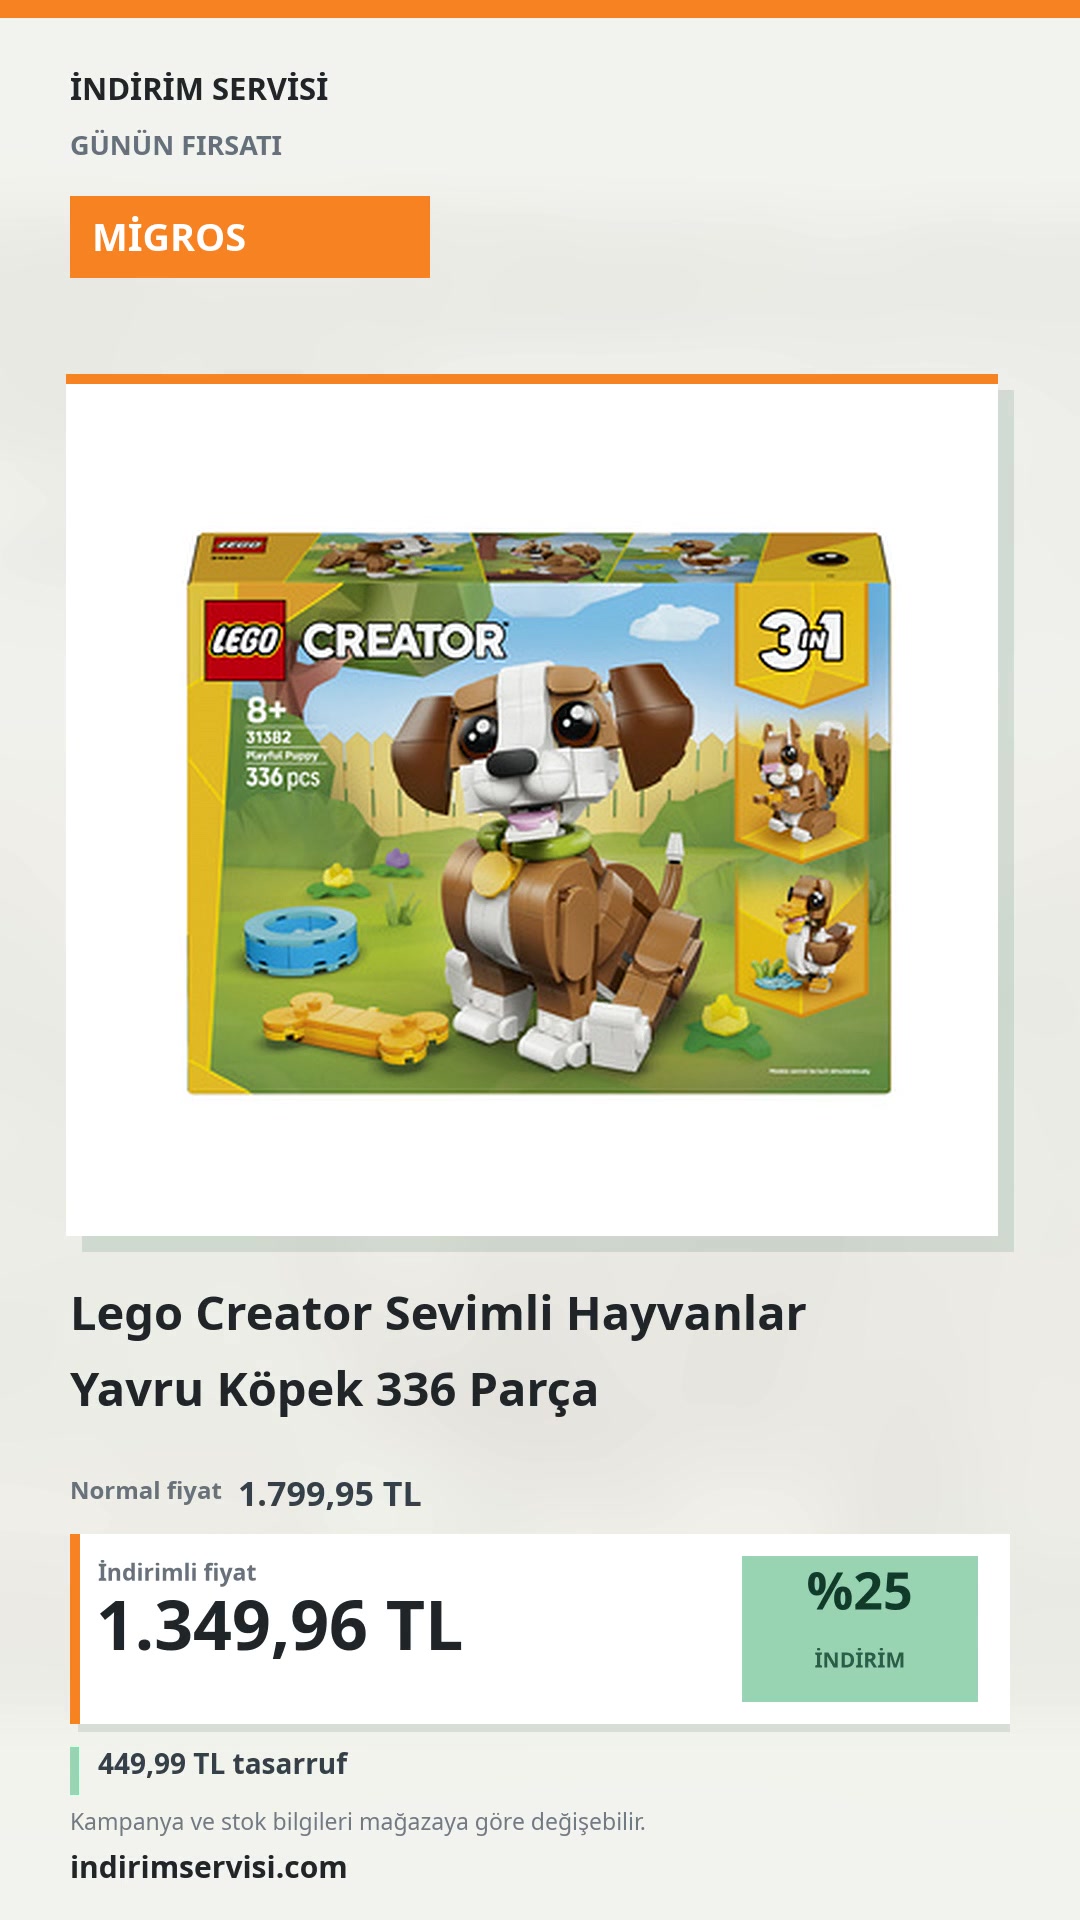 İNDİRİM SERVİSİ
GÜNÜN FIRSATI
MİGROS
LEGO
LEGO
CREATOR
3IN1
8+
31382
Playful Puppy
336 pcs
Lego Creator Sevimli Hayvanlar
Yavru Köpek 336 Parça
Normal fiyat 1.799,95 TL
İndirimli fiyat
1.349,96 TL
%25
İNDİRİM
449,99 TL tasarruf
Kampanya ve stok bilgileri mağazaya göre değişebilir.
indirimservisi.com